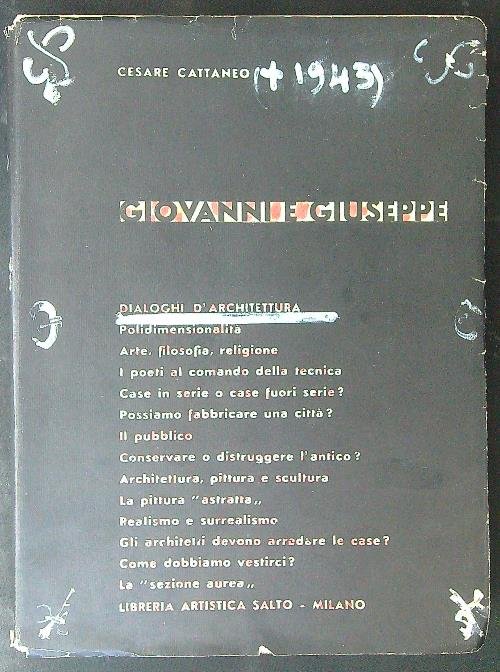 CESARE CATTANEO (+ 1943)
GIOVANNI E GIUSEPPE
DIALOGHI D'ARCHITETTURA
Polidimensionalità
Arte, filosofia, religione
I poeti al comando della tecnica
Case in serie o case fuori serie?
Possiamo fabbricare una città?
Il pubblico
Conservare o distruggere l'antico?
Architettura, pittura e scultura
La pittura "astratta„
Realismo e surrealismo
Gli architetti devono arredare le case?
Come dobbiamo vestirci?
La "sezione aurea„
LIBRERIA ARTISTICA SALTO - MILANO